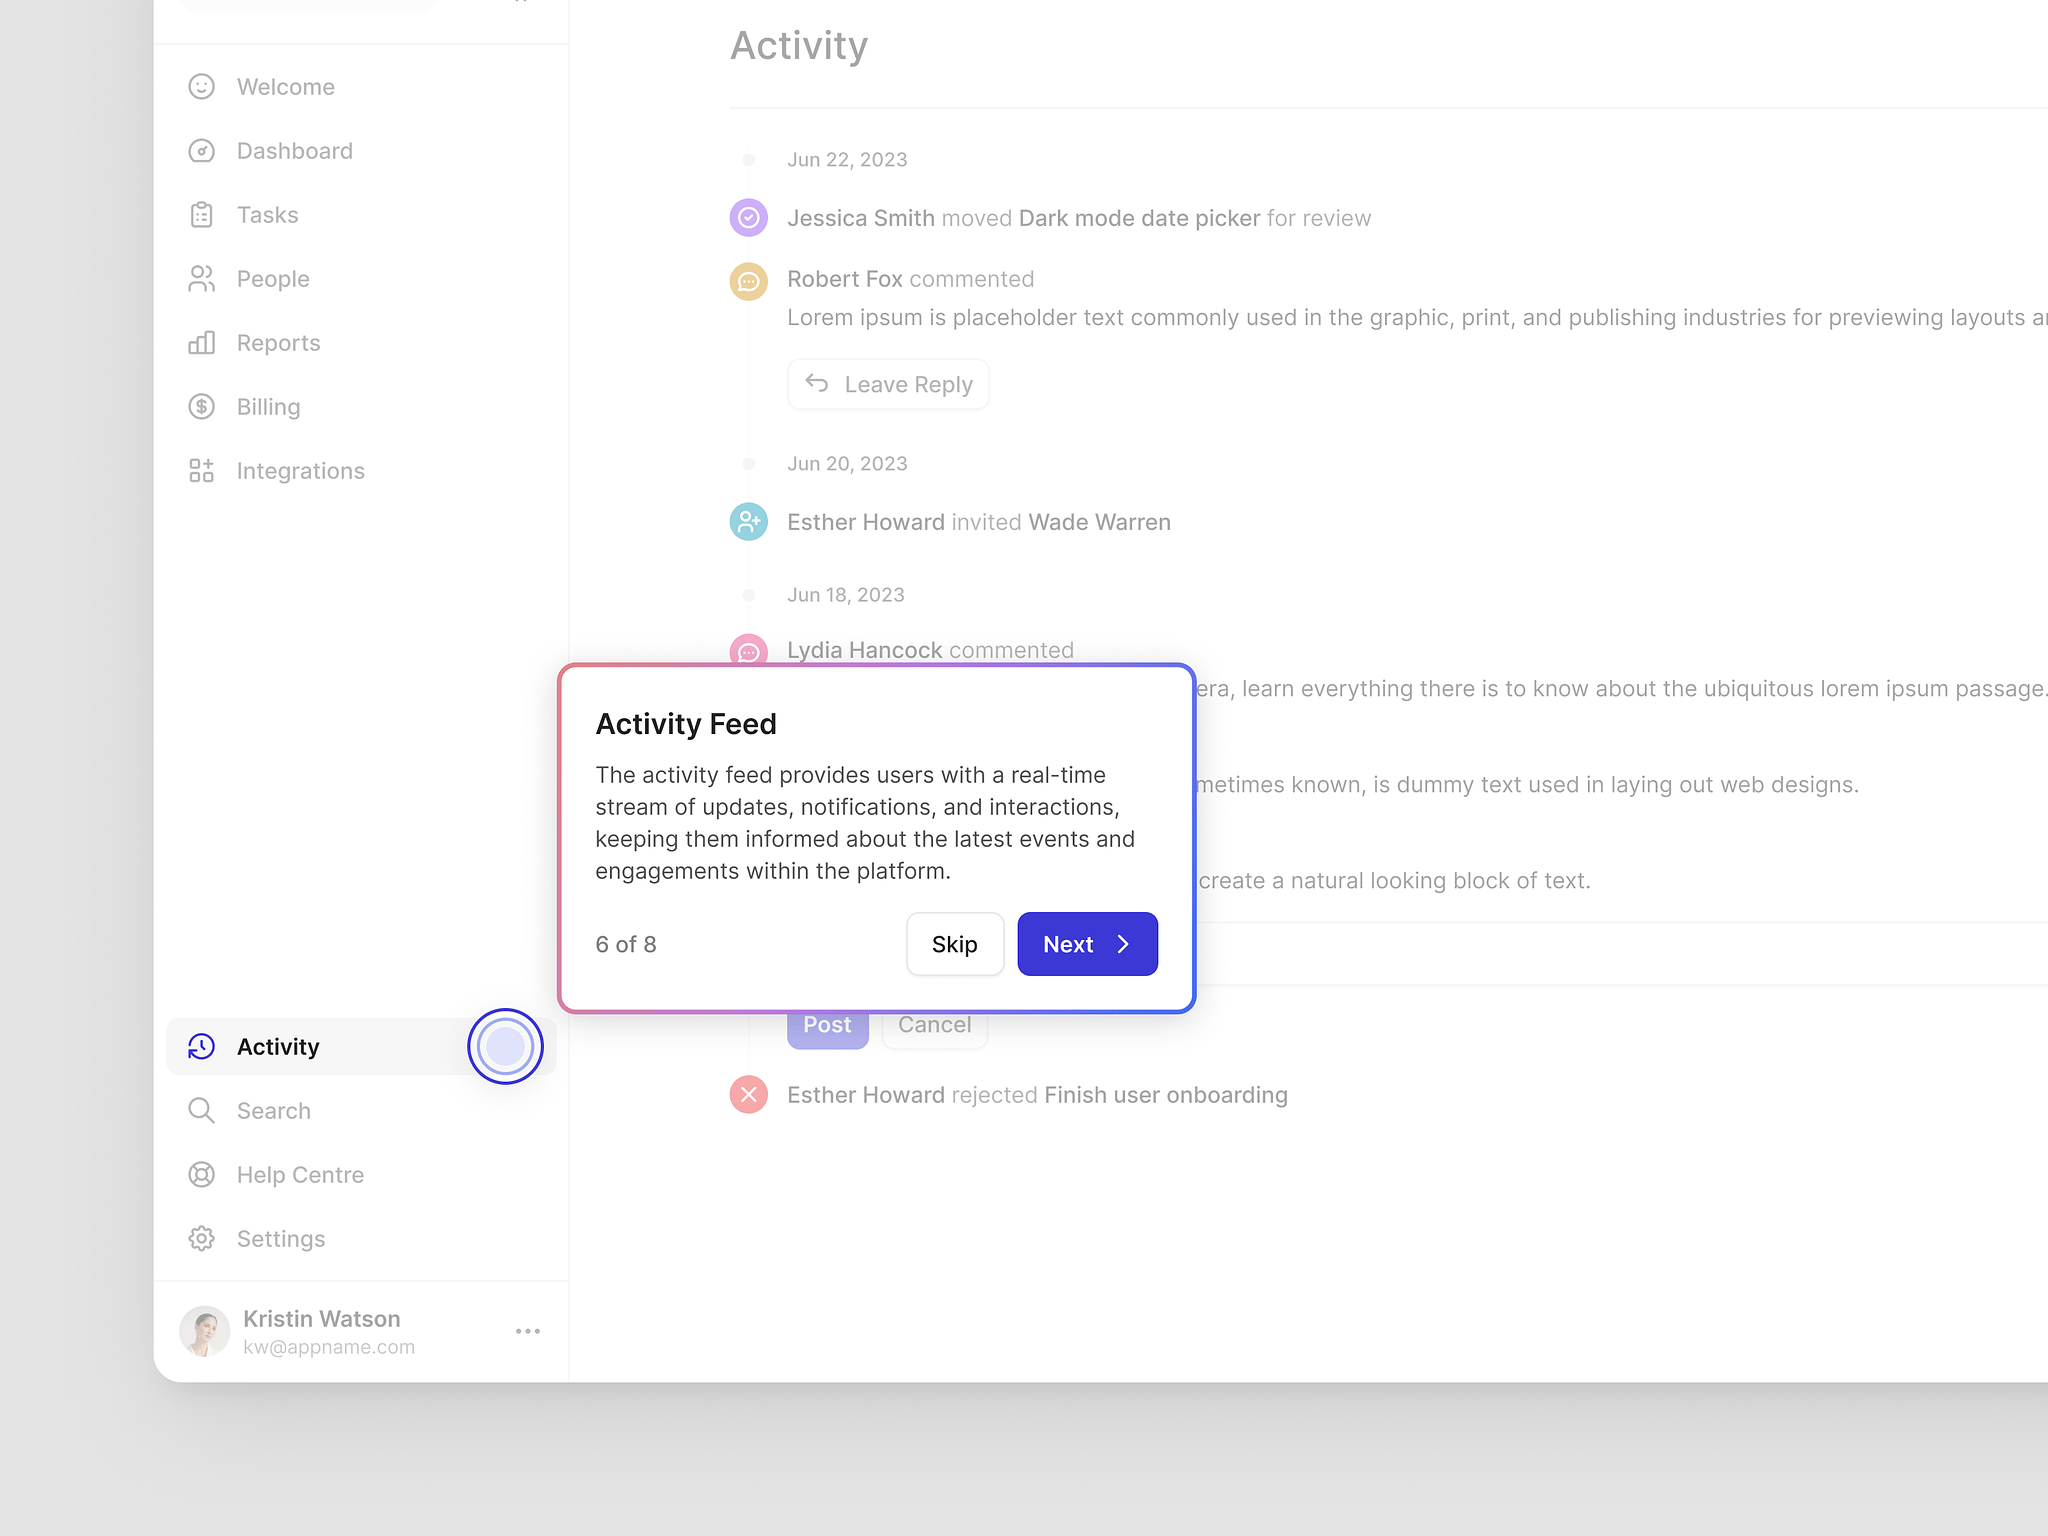 Welcome
Dashboard
Tasks
People
Reports
Billing
Integrations
Activity
Search
Help Centre
Settings
Kristin Watson
kw@appname.com
Activity
Jun 22, 2023
Jessica Smith moved Dark mode date picker for review
Robert Fox commented
Lorem ipsum is placeholder text commonly used in the graphic, print, and publishing industries for previewing layouts
Leave Reply
Jun 20, 2023
Esther Howard invited Wade Warren
Jun 18, 2023
Lydia Hancock commented
era, learn everything there is to know about the ubiquitous lorem ipsum passage.
metimes known, is dummy text used in laying out web designs.
create a natural looking block of text.
Activity Feed
The activity feed provides users with a real-time
stream of updates, notifications, and interactions,
keeping them informed about the latest events and
engagements within the platform.
6 of 8
Skip
Next
Post
Cancel
Esther Howard rejected Finish user onboarding